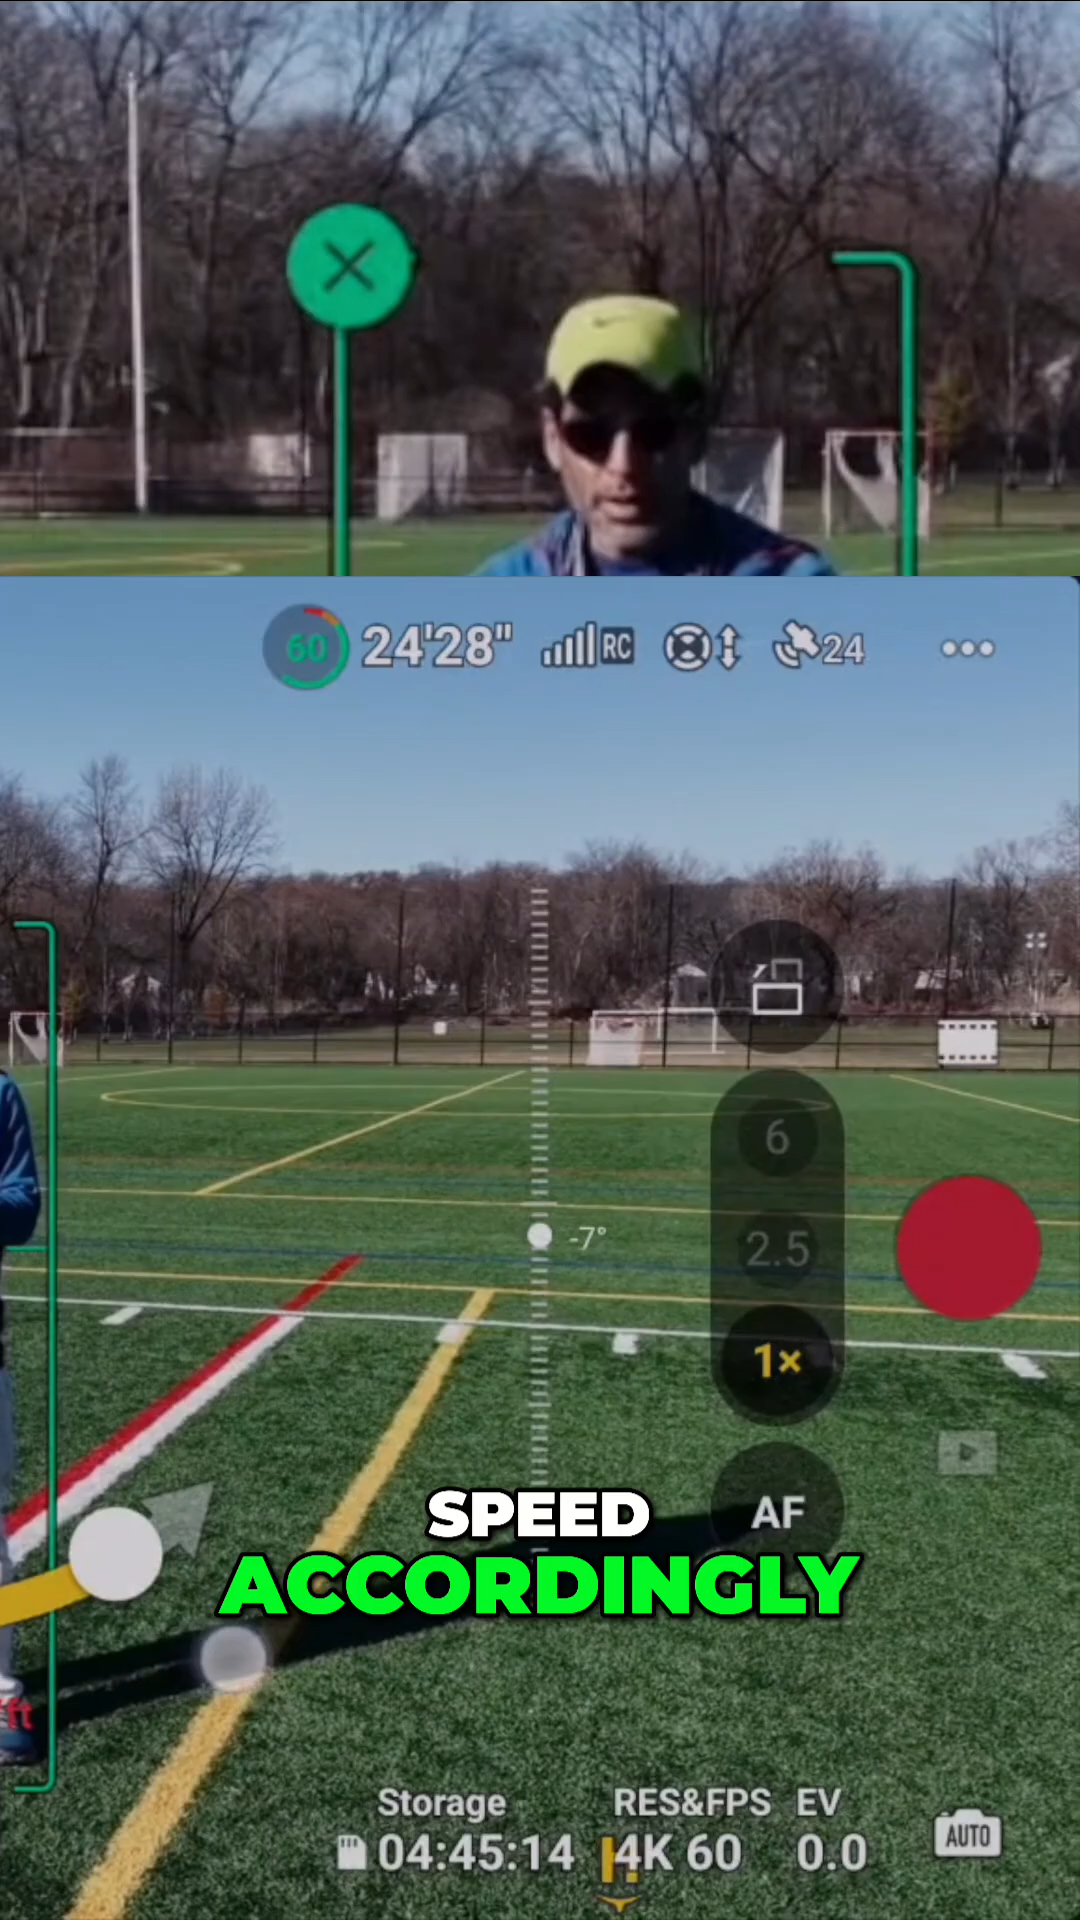 60 24'28" RC 24
6
-7°
2.5
1×
AF
SPEED
ACCORDINGLY
ft
Storage RES&FPS EV
04:45:14 4K 60 0.0
AUTO